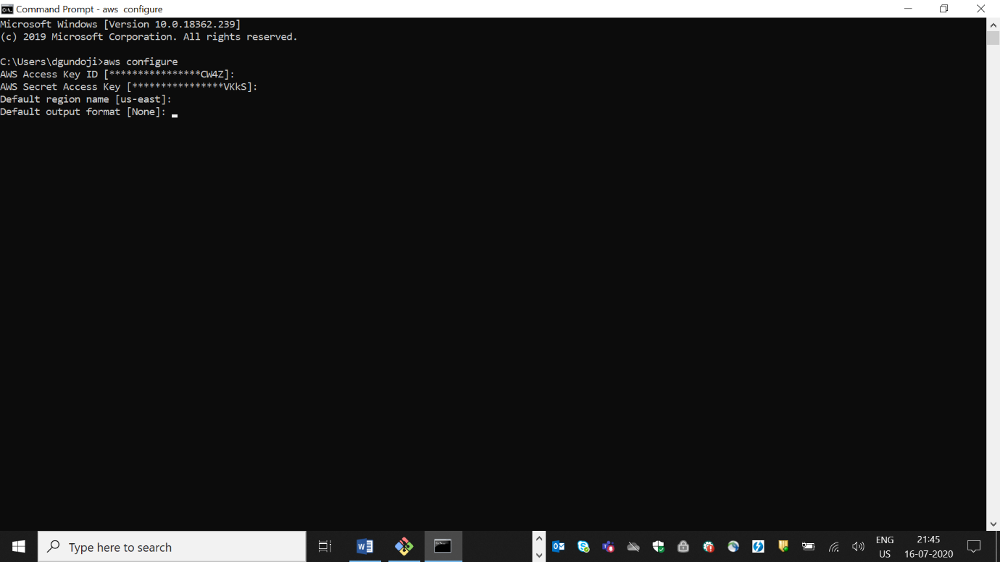 Command Prompt - aws  configure
Microsoft Windows [Version 10.0.18362.239]
(c) 2019 Microsoft Corporation. All rights reserved.
C:\Users\dgundoji>aws configure
AWS Access Key ID [****************CW4Z]:
AWS Secret Access Key [****************VKkS]:
Default region name [us-east]:
Default output format [None]:
Type here to search
ENG
US
21:45
16-07-2020